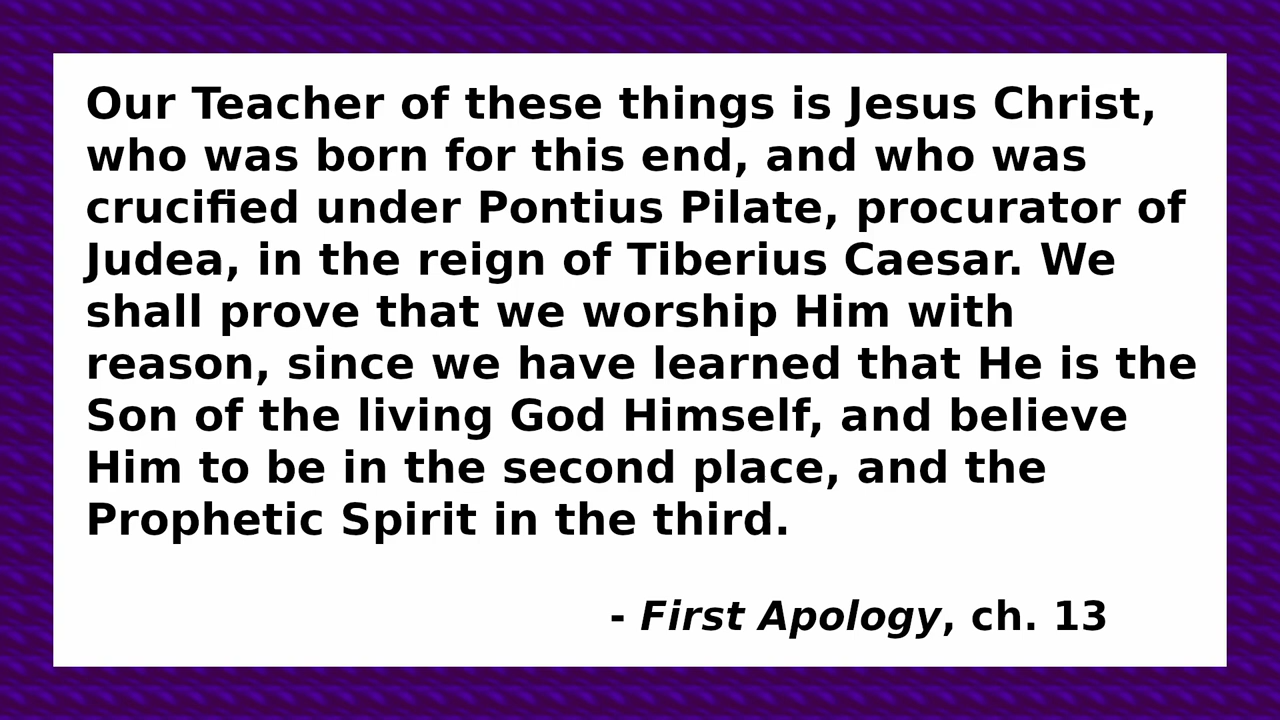 Our Teacher of these things is Jesus Christ,
who was born for this end, and who was
crucified under Pontius Pilate, procurator of
Judea, in the reign of Tiberius Caesar. We
shall prove that we worship Him with
reason, since we have learned that He is the
Son of the living God Himself, and believe
Him to be in the second place, and the
Prophetic Spirit in the third.
- First Apology, ch. 13